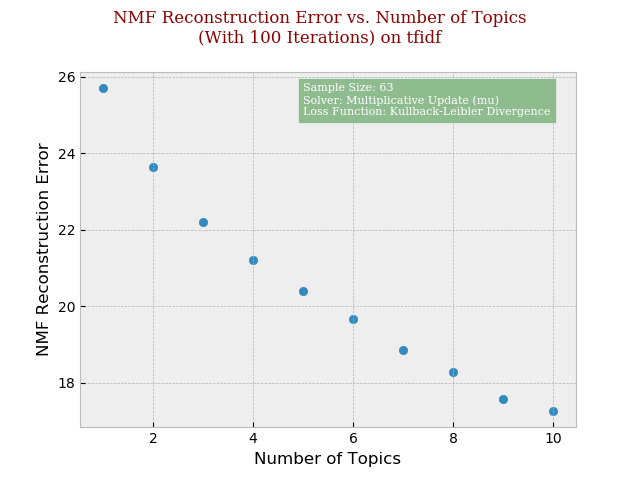 NMF Reconstruction Error vs. Number of Topics
(With 100 Iterations) on tfidf
Sample Size: 63
Solver: Multiplicative Update (mu)
Loss Function: Kullback-Leibler Divergence
NMF Reconstruction Error
26
24
22
20
18
2 4 6 8 10
Number of Topics